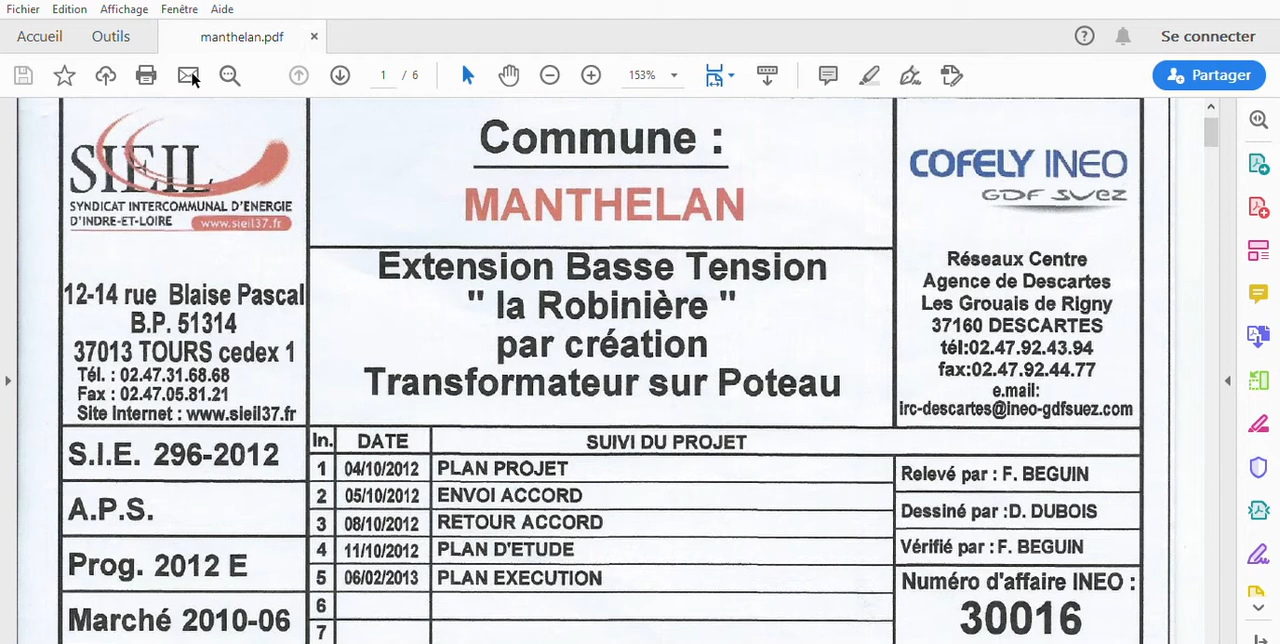 Fichier Edition Affichage Fenêtre Aide
Accueil Outils manthelan.pdf × Se connecter
1 / 6 153% Partager
SIEIL
SYNDICAT INTERCOMMUNAL D'ENERGIE
D'INDRE-ET-LOIRE www.sieil37.fr
12-14 rue Blaise Pascal
B.P. 51314
37013 TOURS cedex 1
Tél. : 02.47.31.68.68
Fax : 02.47.05.81.21
Site Internet : www.sieil37.fr
Commune :
MANTHELAN
Extension Basse Tension
" la Robinière "
par création
Transformateur sur Poteau
COFELY INEO
GDF SUEZ
Réseaux Centre
Agence de Descartes
Les Grouais de Rigny
37160 DESCARTES
tél:02.47.92.43.94
fax:02.47.92.44.77
e.mail:
irc-descartes@ineo-gdfsuez.com
S.I.E. 296-2012
A.P.S.
Prog. 2012 E
Marché 2010-06
In. DATE SUIVI DU PROJET
1 04/10/2012 PLAN PROJET
2 05/10/2012 ENVOI ACCORD
3 08/10/2012 RETOUR ACCORD
4 11/10/2012 PLAN D'ETUDE
5 06/02/2013 PLAN EXECUTION
6
7
Relevé par : F. BEGUIN
Dessiné par :D. DUBOIS
Vérifié par : F. BEGUIN
Numéro d'affaire INEO :
30016